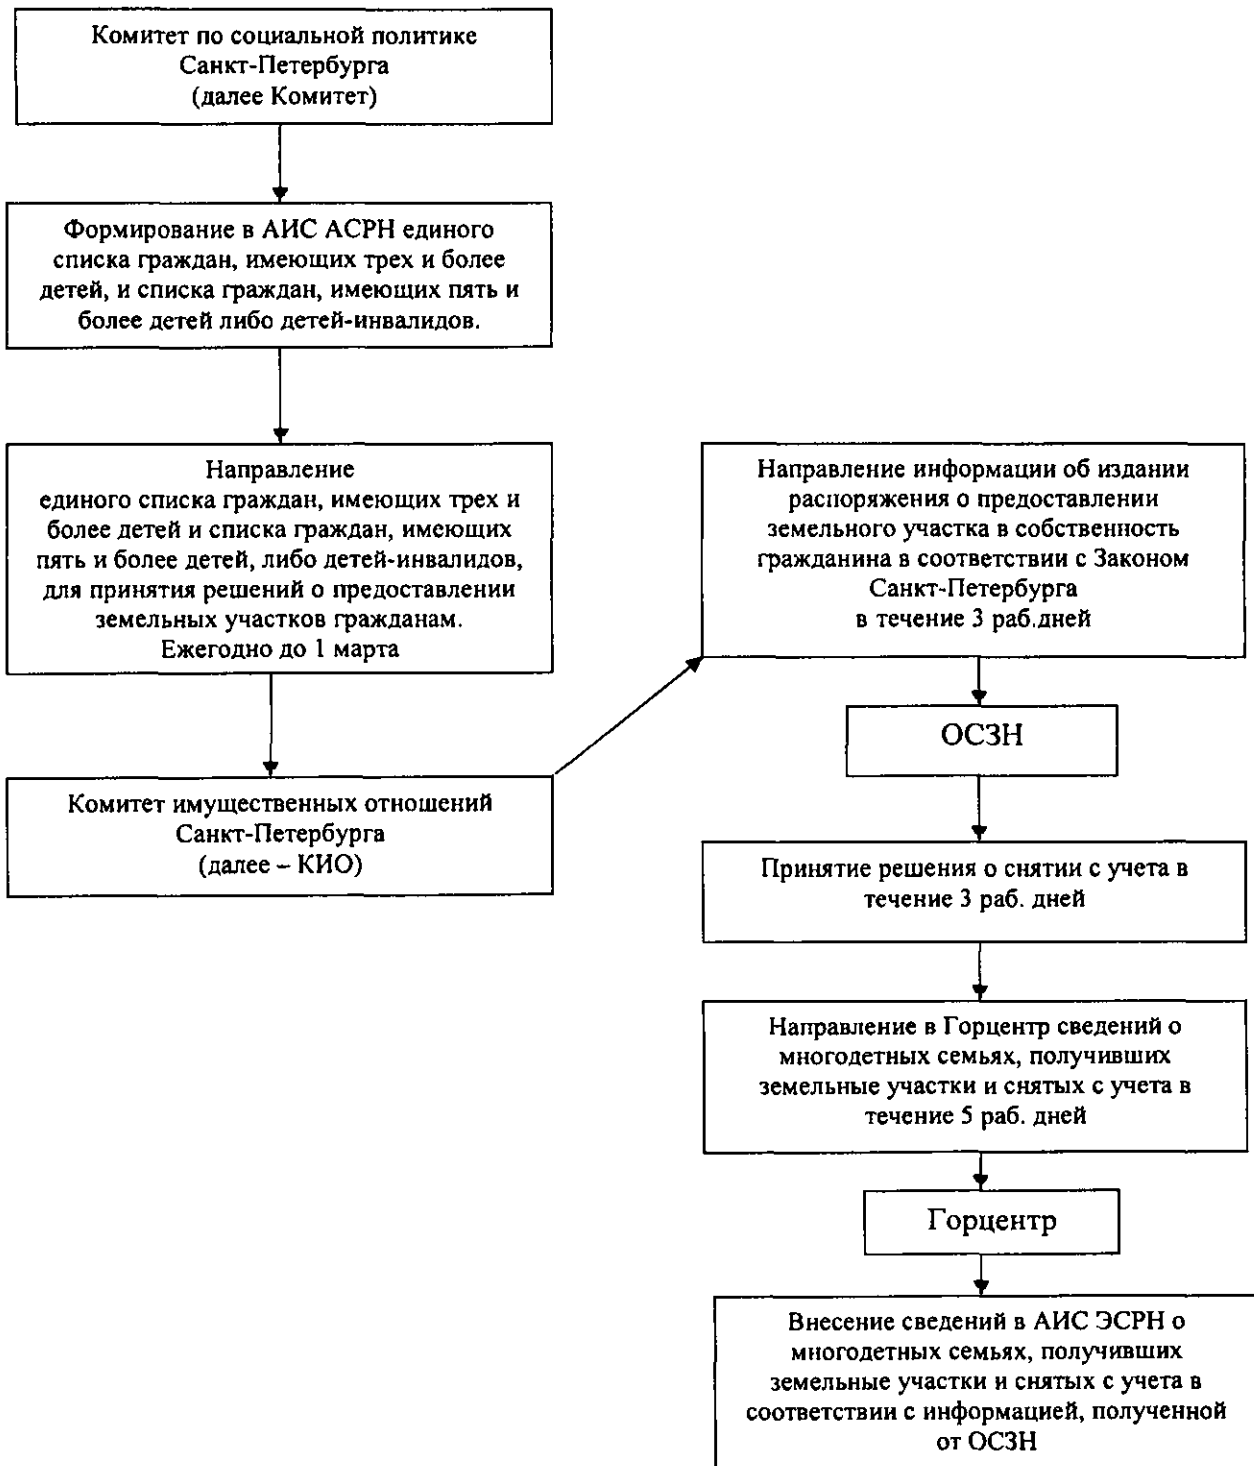 Комитет по социальной политике
Санкт-Петербурга
(далее Комитет)
Формирование в АИС АСРН единого
списка граждан, имеющих трех и более
детей, и списка граждан, имеющих пять и
более детей либо детей-инвалидов.
Направление
единого списка граждан, имеющих трех и
более детей и списка граждан, имеющих
пять и более детей, либо детей-инвалидов,
для принятия решений о предоставлении
земельных участков гражданам.
Ежегодно до 1 марта
Комитет имущественных отношений
Санкт-Петербурга
(далее – КИО)
Направление информации об издании
распоряжения о предоставлении
земельного участка в собственность
гражданина в соответствии с Законом
Санкт-Петербурга
в течение 3 раб.дней
ОСЗН
Принятие решения о снятии с учета в
течение 3 раб. дней
Направление в Горцентр сведений о
многодетных семьях, получивших
земельные участки и снятых с учета в
течение 5 раб. дней
Горцентр
Внесение сведений в АИС ЭСРН о
многодетных семьях, получивших
земельные участки и снятых с учета в
соответствии с информацией, полученной
от ОСЗН